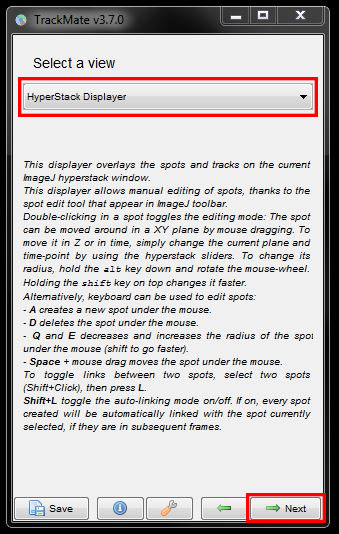 TrackMate v3.7.0
Select a view
HyperStack Displayer
This displayer overlays the spots and tracks on the current
ImageJ hyperstack window.
This displayer allows manual editing of spots, thanks to the
spot edit tool that appear in ImageJ toolbar.
Double-clicking in a spot toggles the editing mode: The spot
can be moved around in a XY plane by mouse dragging. To
move it in Z or in time, simply change the current plane and
time-point by using the hyperstack sliders. To change its
radius, hold the alt key down and rotate the mouse-wheel.
Holding the shift key on top changes it faster.
Alternatively, keyboard can be used to edit spots:
- A creates a new spot under the mouse.
- D deletes the spot under the mouse.
- Q and E decreases and increases the radius of the spot
under the mouse (shift to go faster).
- Space + mouse drag moves the spot under the mouse.
To toggle links between two spots, select two spots
(Shift+Click), then press L.
Shift+L toggle the auto-linking mode on/off. If on, every spot
created will be automatically linked with the spot currently
selected, if they are in subsequent frames.
Save
Next